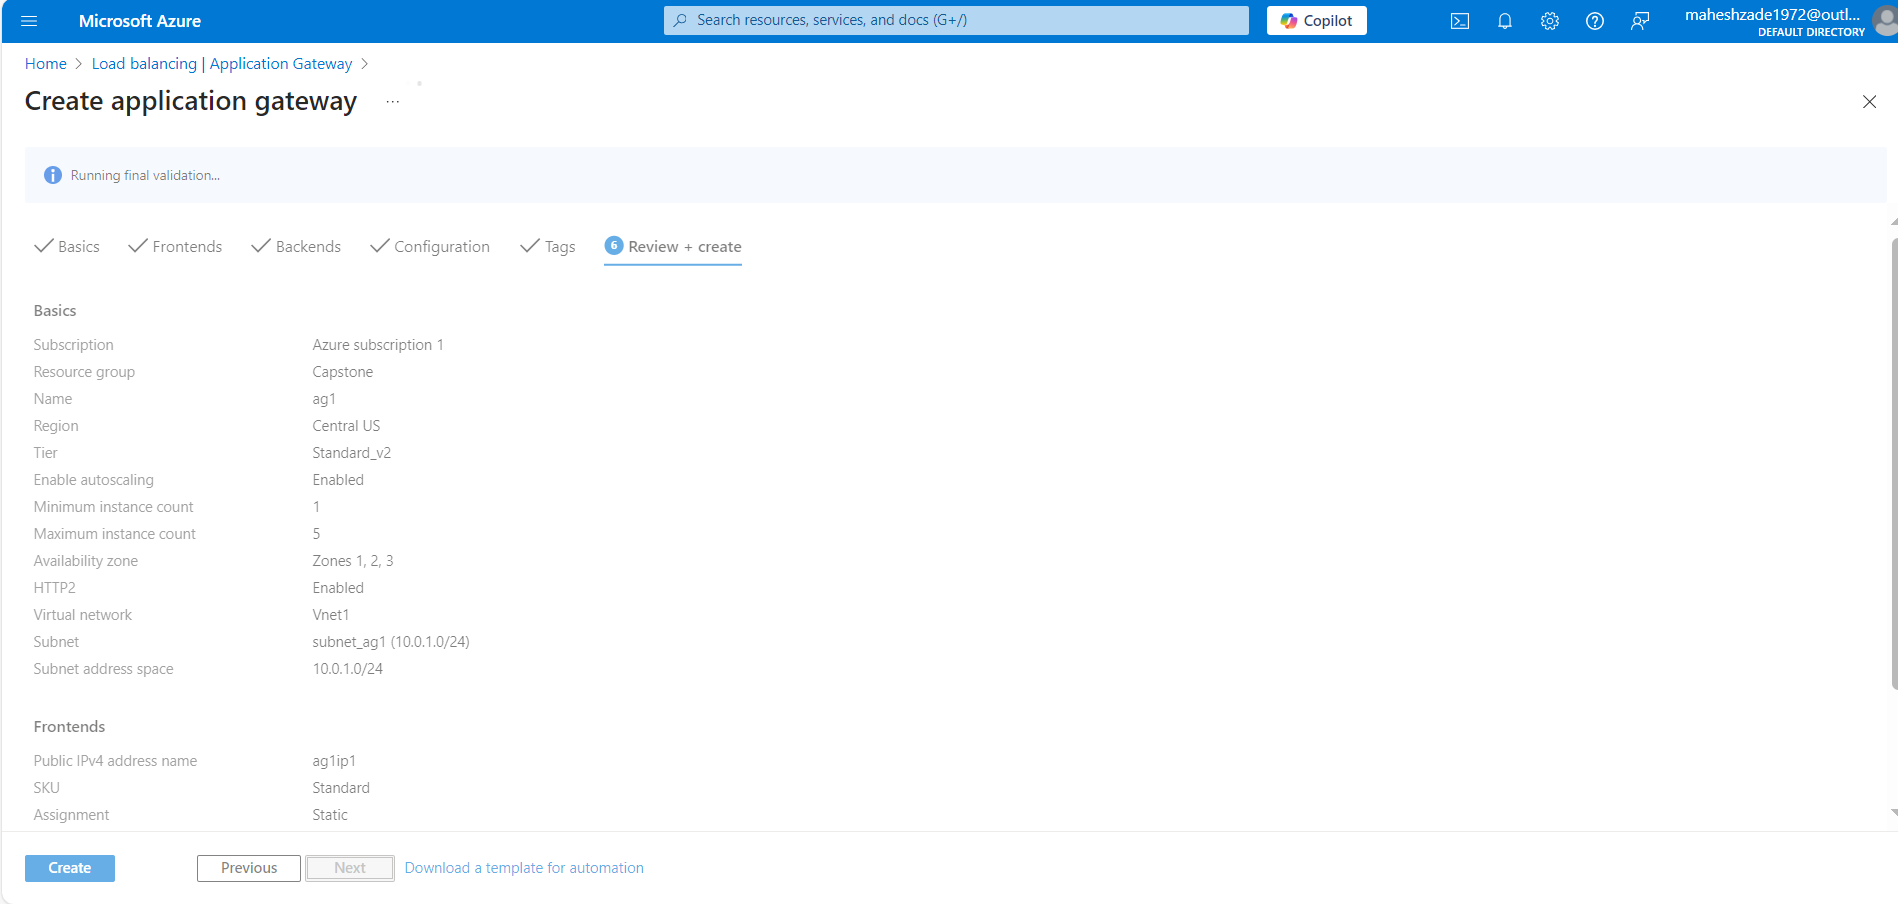 Microsoft Azure
Search resources, services, and docs (G+/)
Copilot
maheshzade1972@outl...
DEFAULT DIRECTORY
Home > Load balancing | Application Gateway >
Create application gateway ...
Running final validation...
Basics Frontends Backends Configuration Tags 6 Review + create
Basics
Subscription Azure subscription 1
Resource group Capstone
Name ag1
Region Central US
Tier Standard_v2
Enable autoscaling Enabled
Minimum instance count 1
Maximum instance count 5
Availability zone Zones 1, 2, 3
HTTP2 Enabled
Virtual network Vnet1
Subnet subnet_ag1 (10.0.1.0/24)
Subnet address space 10.0.1.0/24
Frontends
Public IPv4 address name ag1ip1
SKU Standard
Assignment Static
Create Previous Next Download a template for automation